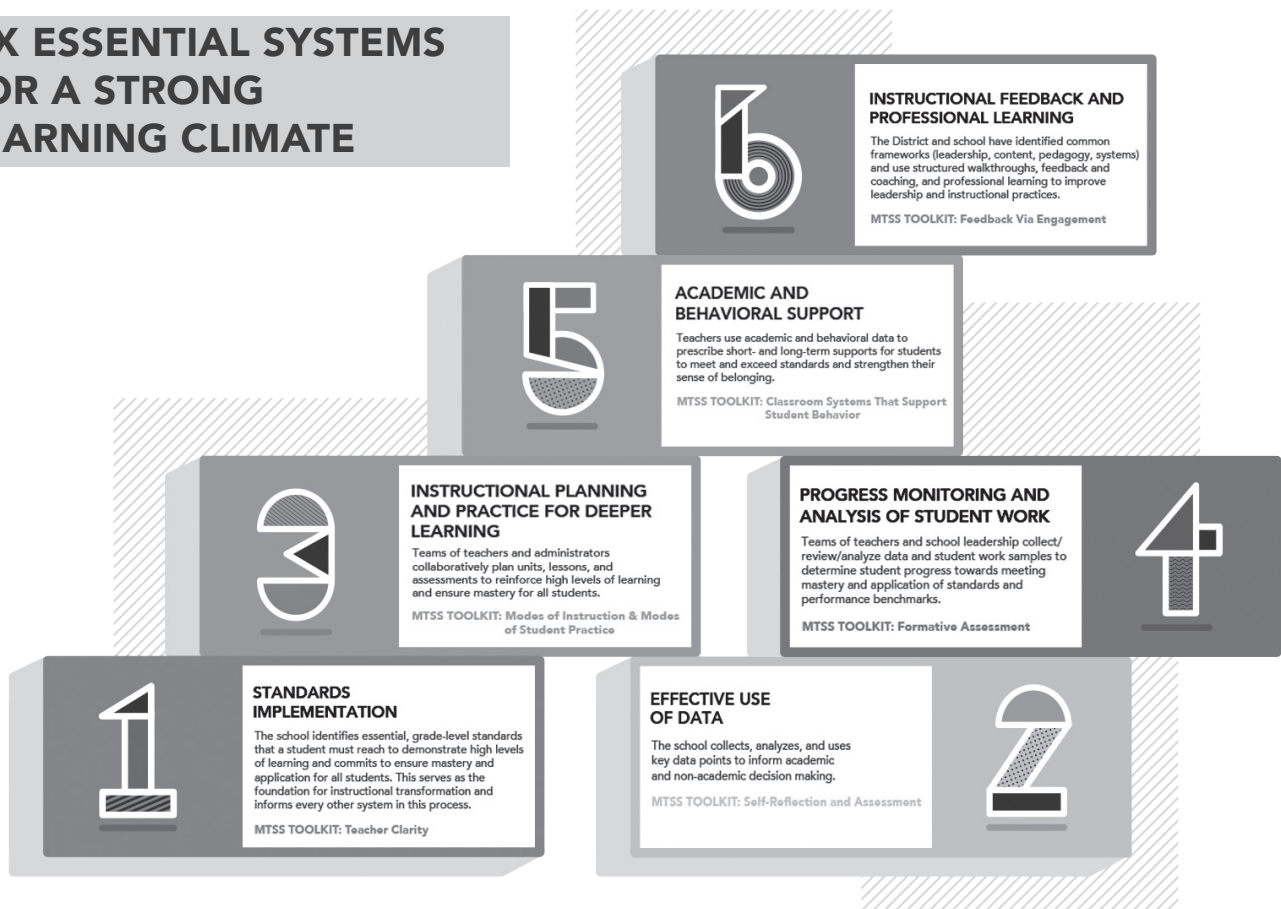 X ESSENTIAL SYSTEMS
OR A STRONG
ARNING CLIMATE
6
INSTRUCTIONAL FEEDBACK AND
PROFESSIONAL LEARNING
The District and school have identified common
frameworks (leadership, content, pedagogy, systems)
and use structured walkthroughs, feedback and
coaching, and professional learning to improve
leadership and instructional practices.
MTSS TOOLKIT: Feedback Via Engagement
5
ACADEMIC AND
BEHAVIORAL SUPPORT
Teachers use academic and behavioral data to
prescribe short- and long-term supports for students
to meet and exceed standards and strengthen their
sense of belonging.
MTSS TOOLKIT: Classroom Systems That Support
Student Behavior
3
INSTRUCTIONAL PLANNING
AND PRACTICE FOR DEEPER
LEARNING
Teams of teachers and administrators
collaboratively plan units, lessons, and
assessments to reinforce high levels of learning
and ensure mastery for all students.
MTSS TOOLKIT: Modes of Instruction & Modes
of Student Practice
PROGRESS MONITORING AND
ANALYSIS OF STUDENT WORK
Teams of teachers and school leadership collect/
review/analyze data and student work samples to
determine student progress towards meeting
mastery and application of standards and
performance benchmarks.
MTSS TOOLKIT: Formative Assessment
4
1
STANDARDS
IMPLEMENTATION
The school identifies essential, grade-level standards
that a student must reach to demonstrate high levels
of learning and commits to ensure mastery and
application for all students. This serves as the
foundation for instructional transformation and
informs every other system in this process.
MTSS TOOLKIT: Teacher Clarity
EFFECTIVE USE
OF DATA
The school collects, analyzes, and uses
key data points to inform academic
and non-academic decision making.
MTSS TOOLKIT: Self-Reflection and Assessment
2